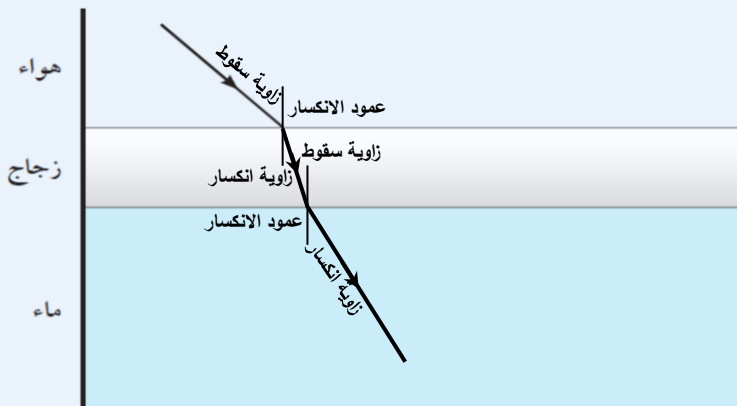 هواء
زاوية سقوط
عمود الانكسار
زجاج
زاوية سقوط
زاوية انكسار
عمود الانكسار
زاوية انكسار
ماء